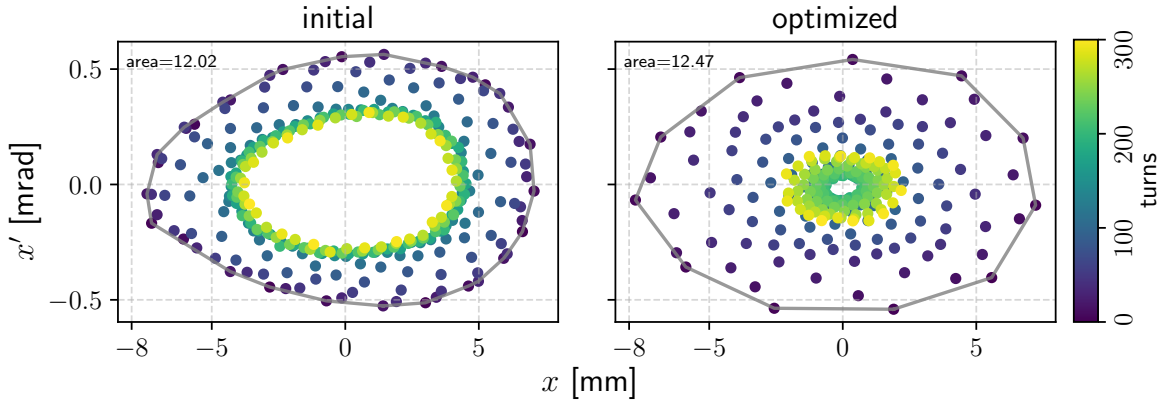 initial
optimized
area=12.02
area=12.47
0.5
0.0
−0.5
x′ [mrad]
−8
−5
0
5
−8
−5
0
5
x [mm]
300
200
100
0
turns